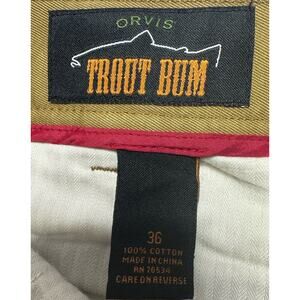 ORVIS
TROUT BUM
36
100% COTTON
MADE IN CHINA
RN 70534
CARE ON REVERSE